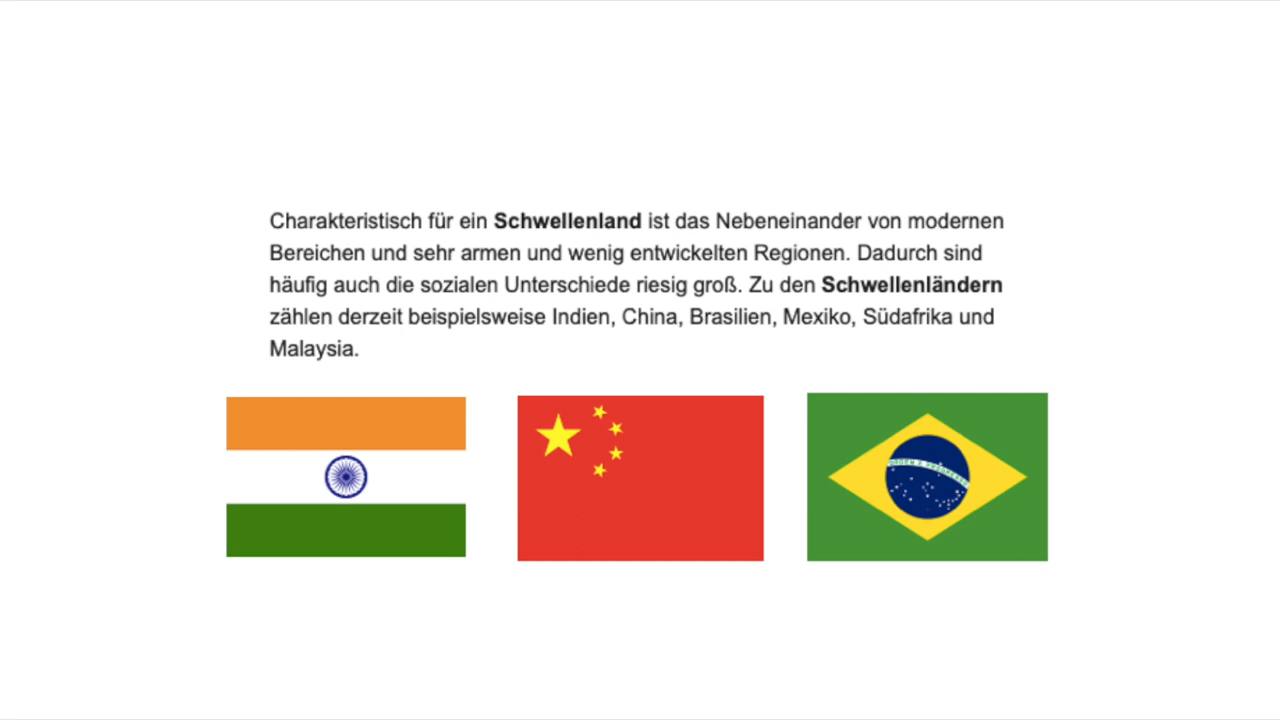 Charakteristisch für ein Schwellenland ist das Nebeneinander von modernen
Bereichen und sehr armen und wenig entwickelten Regionen. Dadurch sind
häufig auch die sozialen Unterschiede riesig groß. Zu den Schwellenländern
zählen derzeit beispielsweise Indien, China, Brasilien, Mexiko, Südafrika und
Malaysia.